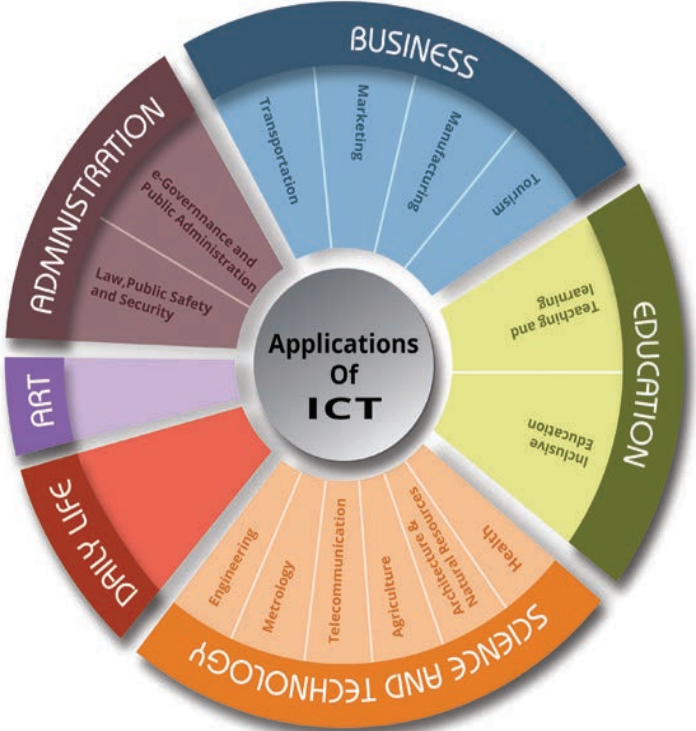 Applications
Of
ICT
BUSINESS
Transportation
Marketing
Manufacturing
Tourism
EDUCATION
Teaching and
learning
Inclusive
Education
SCIENCE AND TECHNOLOGY
Health
Architecture &
Natural Resources
Agriculture
Telecommunication
Metrology
Engineering
DAILY LIFE
ART
ADMINISTRATION
Law,Public Safety
and Security
e-Governnance and
Public Administration